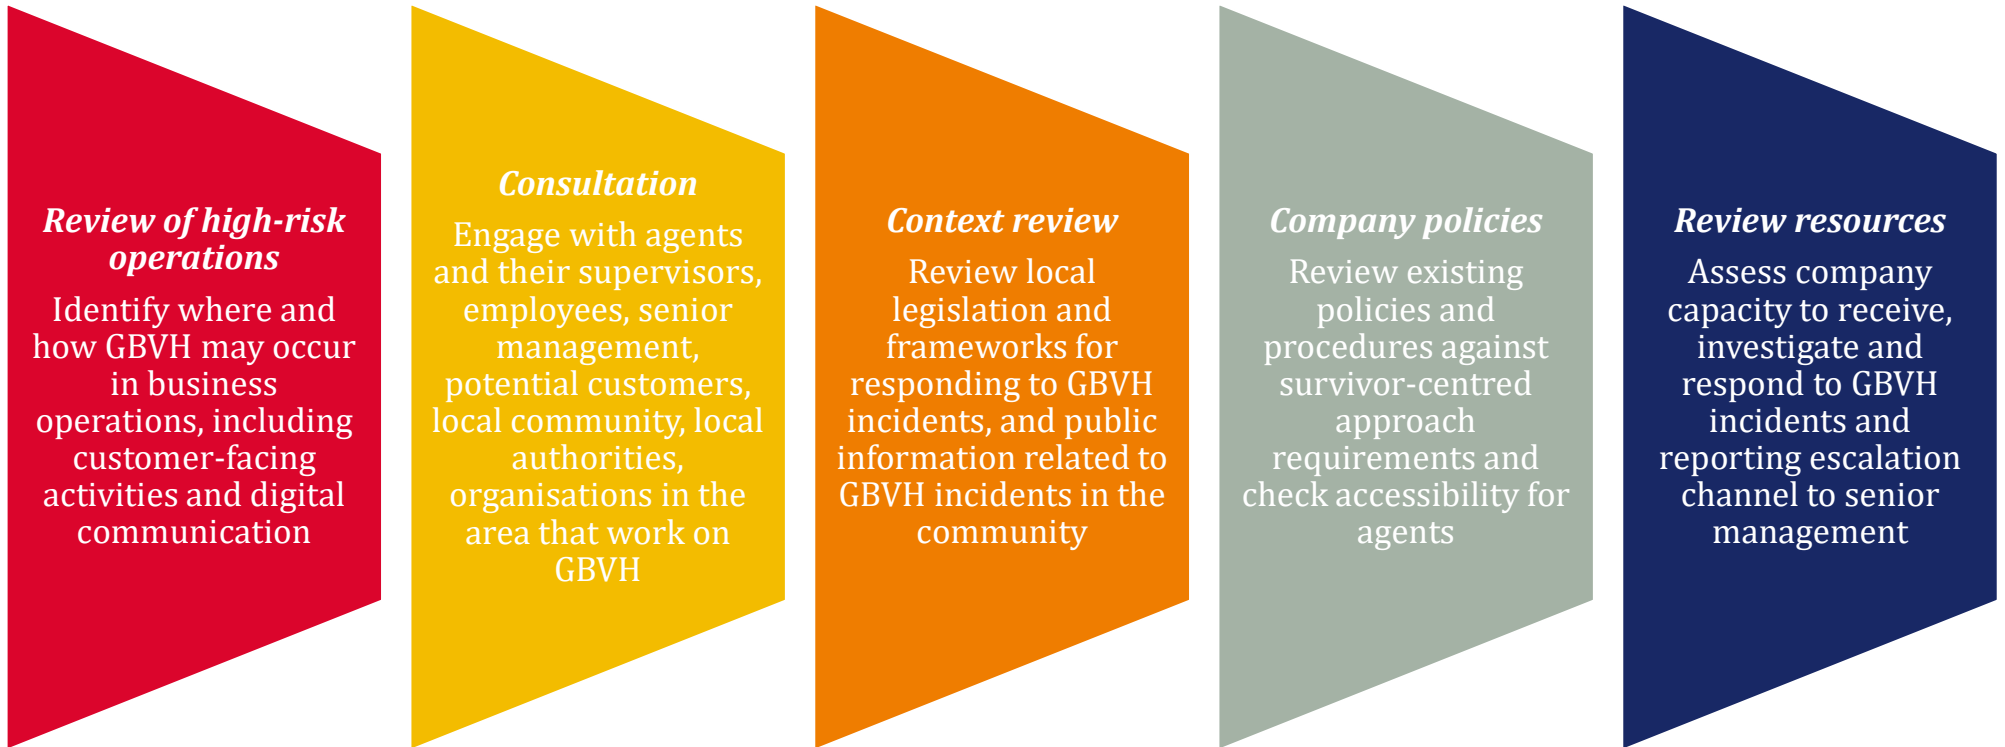 Review of high-risk
operations
Identify where and
how GBVH may occur
in business
operations, including
customer-facing
activities and digital
communication
Consultation
Engage with agents
and their supervisors,
employees, senior
management,
potential customers,
local community, local
authorities,
organisations in the
area that work on
GBVH
Context review
Review local
legislation and
frameworks for
responding to GBVH
incidents, and public
information related to
GBVH incidents in the
community
Company policies
Review existing
policies and
procedures against
survivor-centred
approach
requirements and
check accessibility for
agents
Review resources
Assess company
capacity to receive,
investigate and
respond to GBVH
incidents and
reporting escalation
channel to senior
management